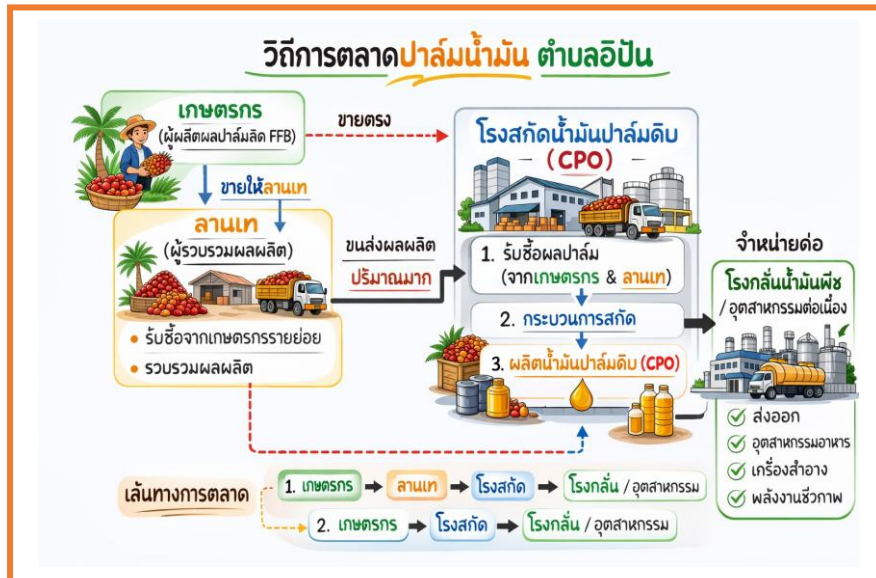 วิถีการตลาดปาล์มน้ำมัน ตำบลอิปัน
เกษตรกร
(ผู้ผลิตผลปาล์มลิด FFB)
ขายตรง
ขายให้ลานเท
ลานเท
(ผู้รวบรวมผลผลิต)
• รับซื้อจากเกษตรกรรายย่อย
• รวบรวมผลผลิต
ขนส่งผลผลิต
ปริมาณมาก
โรงสกัดน้ำมันปาล์มดิบ
(CPO)
1. รับซื้อผลปาล์ม
(จากเกษตรกร & ลานเท)
2. กระบวนการสกัด
3. ผลิตน้ำมันปาล์มดิบ (CPO)
จำหน่ายต่อ
โรงกลั่นน้ำมันพืช
/ อุตสาหกรรมต่อเนื่อง
ส่งออก
อุตสาหกรรมอาหาร
เครื่องสำอาง
พลังงานชีวภาพ
เล้นทางการตลาด
1. เกษตรกร ลานเท โรงสกัด โรงกลั่น / อุตสาหกรรม
2. เกษตรกร โรงสกัด โรงกลั่น / อุตสาหกรรม